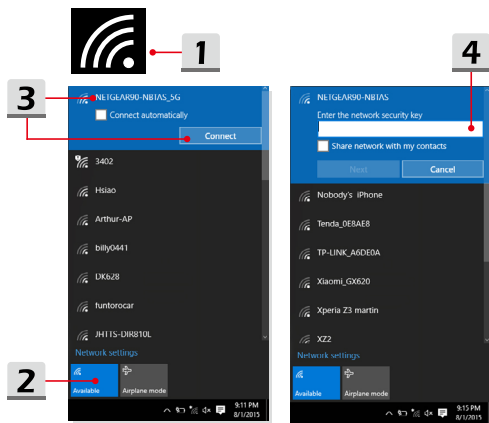 1
3
NETGEAR90-NBTAS_5G
Connect automatically
Connect
3402
Hsiao
Arthur-AP
billy0441
DK628
funtorocar
JHTTS-DIR810L
Network settings
2
Available
Airplane mode
9:11 PM
8/1/2015
4
NETGEAR90-NBTAS
Enter the network security key
Share network with my contacts
Next
Cancel
Nobody's iPhone
Tenda_0E8AE8
TP-LINK_A6DE0A
Xiaomi_GX620
Xperia Z3 martin
XZ2
Network settings
Available
Airplane mode
9:15 PM
8/1/2015